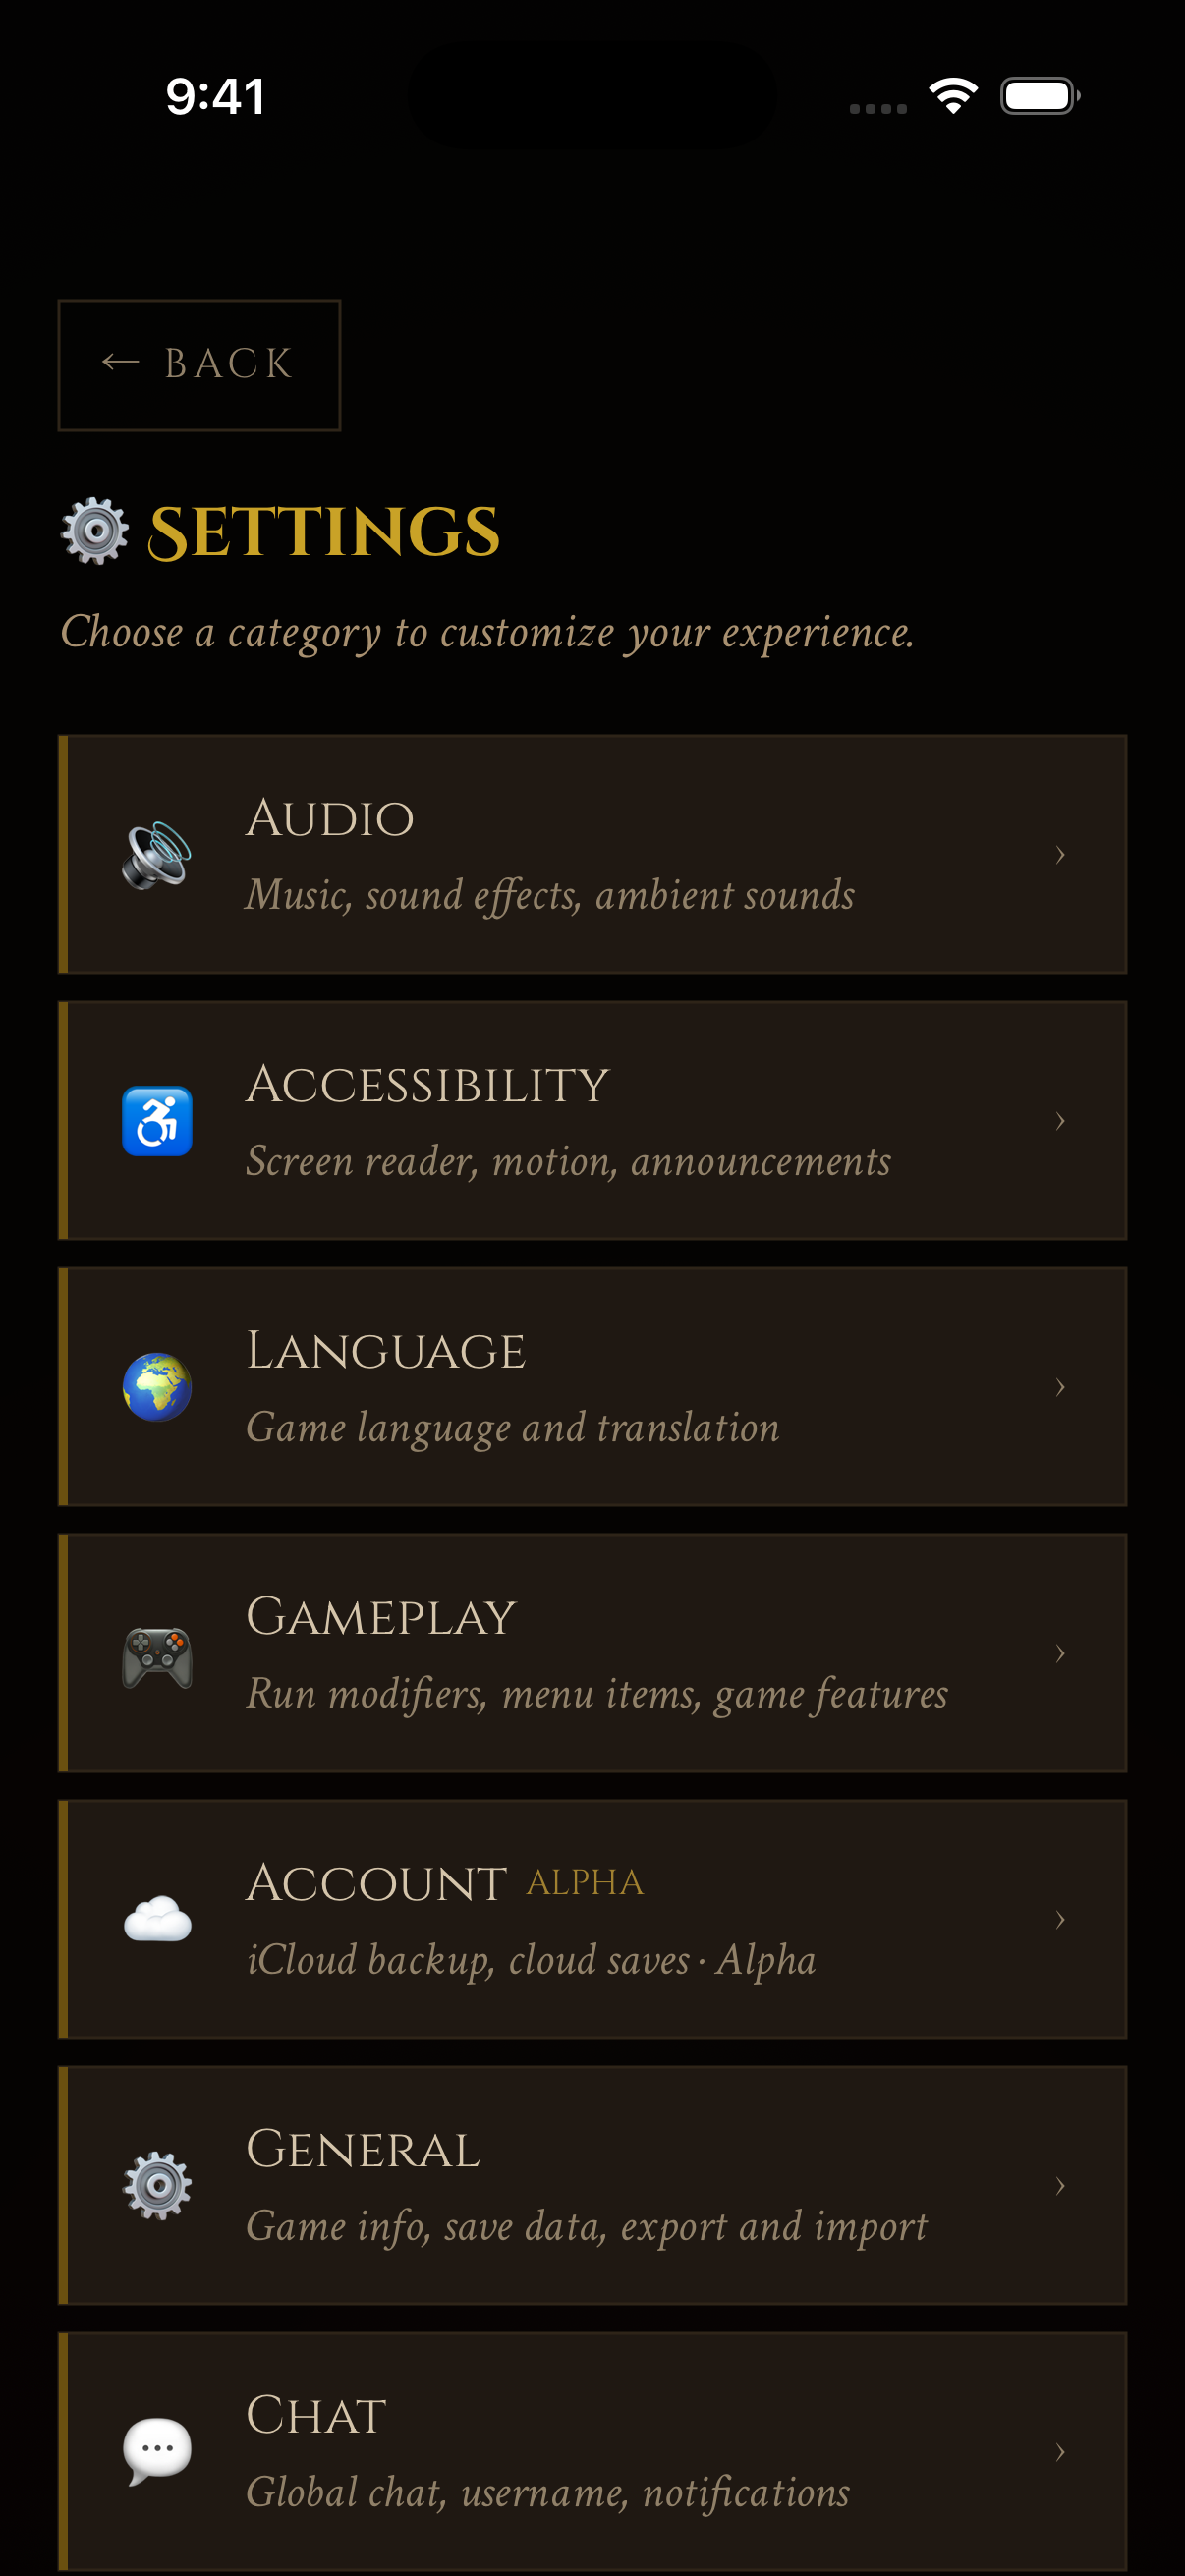 9:41
← BACK
Settings
Choose a category to customize your experience.
Audio
Music, sound effects, ambient sounds
Accessibility
Screen reader, motion, announcements
Language
Game language and translation
Gameplay
Run modifiers, menu items, game features
Account ALPHA
iCloud backup, cloud saves · Alpha
General
Game info, save data, export and import
Chat
Global chat, username, notifications